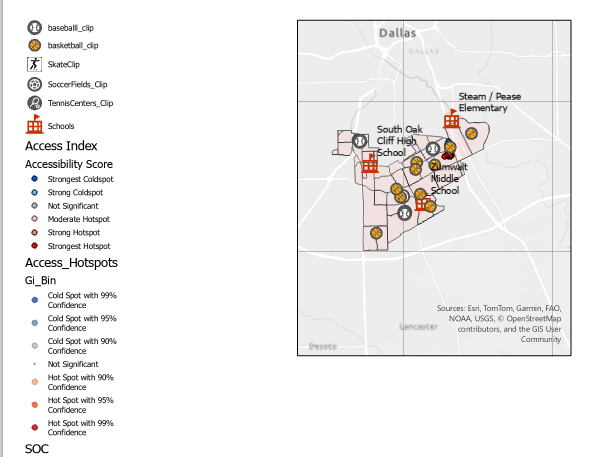 baseballl_clip
basketball_clip
SkateClip
SoccerFields_Clip
TennisCenters_Clip
Schools
Access Index
Accessibility Score
Strongest Coldspot
Strong Coldspot
Not Significant
Moderate Hotspot
Strong Hotspot
Strongest Hotspot
Access_Hotspots
Gi_Bin
Cold Spot with 99%
Confidence
Cold Spot with 95%
Confidence
Cold Spot with 90%
Confidence
Not Significant
Hot Spot with 90%
Confidence
Hot Spot with 95%
Confidence
Hot Spot with 99%
Confidence
SOC
Dallas
DALLAS
Steam / Pease
Elementary
South Oak
Cliff High
School
Zumwalt
Middle
School
Sources: Esri, TomTom, Garmin, FAO,
NOAA, USGS, © OpenStreetMap
contributors, and the GIS User
Community
Lancaster
Desoto